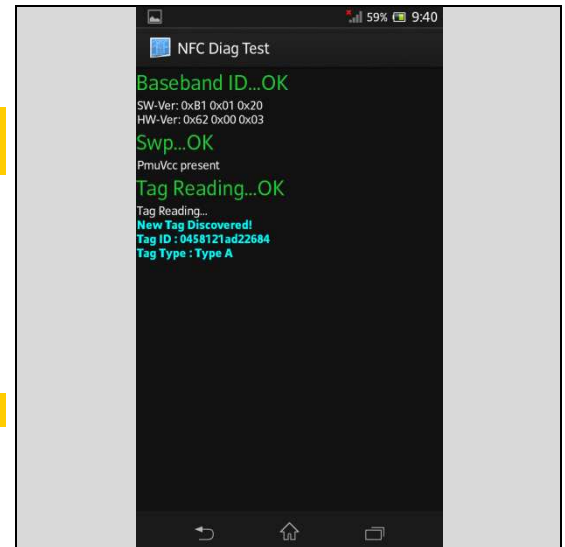 59% 9:40
NFC Diag Test
Baseband ID...OK
SW-Ver: 0xB1 0x01 0x20
HW-Ver: 0x62 0x00 0x03
Swp...OK
PmuVcc present
Tag Reading...OK
Tag Reading...
New Tag Discovered!
Tag ID : 0458121ad22684
Tag Type : Type A